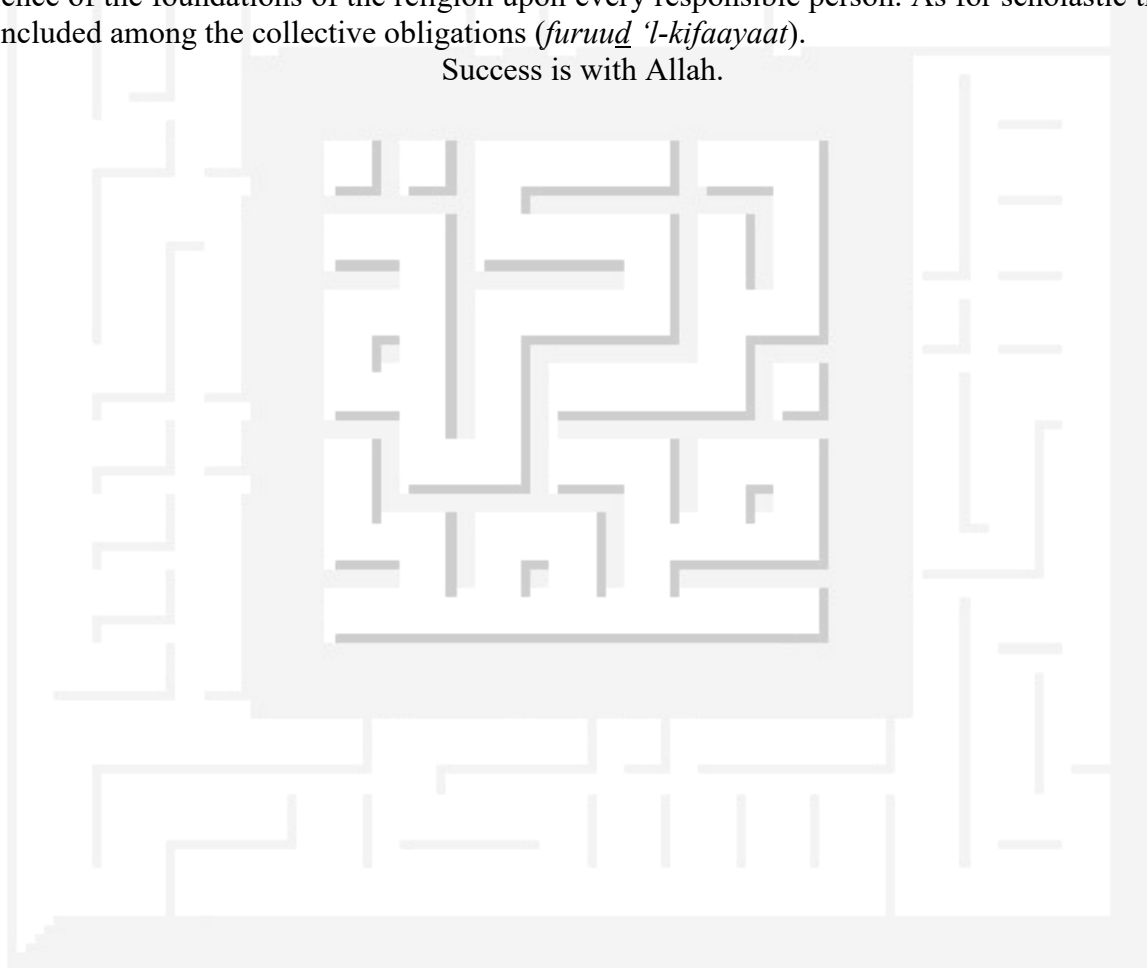 ence of the foundations of the religion upon every responsible person. As for scholastic
ncluded among the collective obligations (furuud ‘l-kifaayaat).
Success is with Allah.